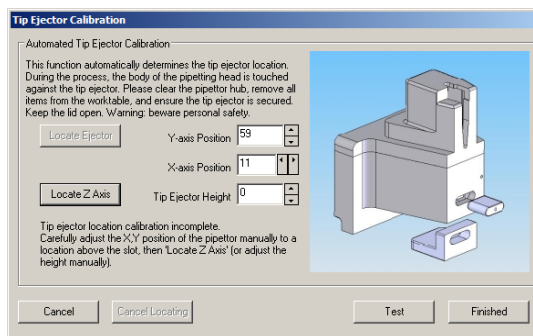 Tip Ejector Calibration
Automated Tip Ejector Calibration
This function automatically determines the tip ejector location.
During the process, the body of the pipetting head is touched
against the tip ejector. Please clear the pipettor hub, remove all
items from the worktable, and ensure the tip ejector is secured.
Keep the lid open. Warning: beware personal safety.
Locate Ejector
Y-axis Position 59
X-axis Position 11
Locate Z Axis
Tip Ejector Height 0
Tip ejector location calibration incomplete.
Carefully adjust the X,Y position of the pipettor manually to a
location above the slot, then 'Locate Z Axis' (or adjust the
height manually).
Cancel
Cancel Locating
Test
Finished